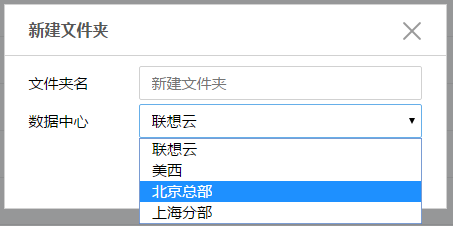 新建文件夹
文件夹名 新建文件夹
数据中心 联想云
联想云
美西
北京总部
上海分部